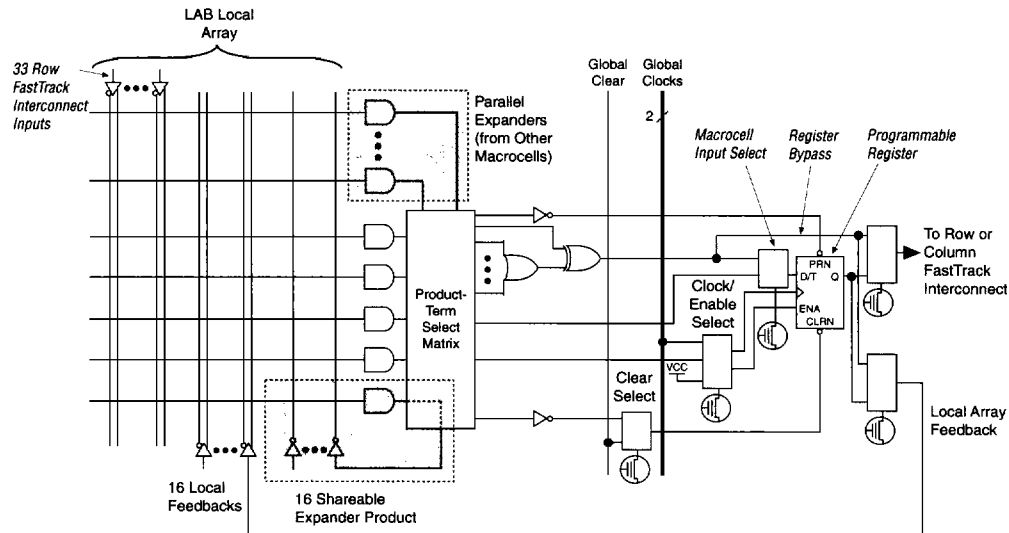 LAB Local
Array
33 Row
FastTrack
Interconnect
Inputs
Parallel
Expanders
(from Other
Macrocells)
Global
Clear
Global
Clocks
2
Macrocell
Input Select
Register
Bypass
Programmable
Register
To Row or
Column
FastTrack
Interconnect
PRN
D/T
Q
ENA
CLRN
Clock/
Enable
Select
Product-
Term
Select
Matrix
VCC
Clear
Select
Local Array
Feedback
16 Local
Feedbacks
16 Shareable
Expander Product